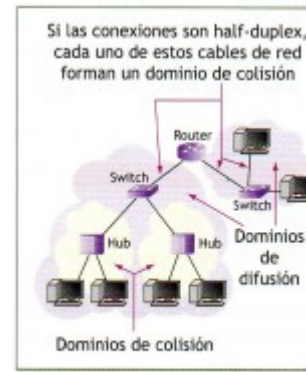 Si las conexiones son half-duplex,
cada uno de estos cables de red
forman un dominio de colisión
Router
Switch
Switch
Hub
Hub
Dominios
de
difusión
Dominios de colisión